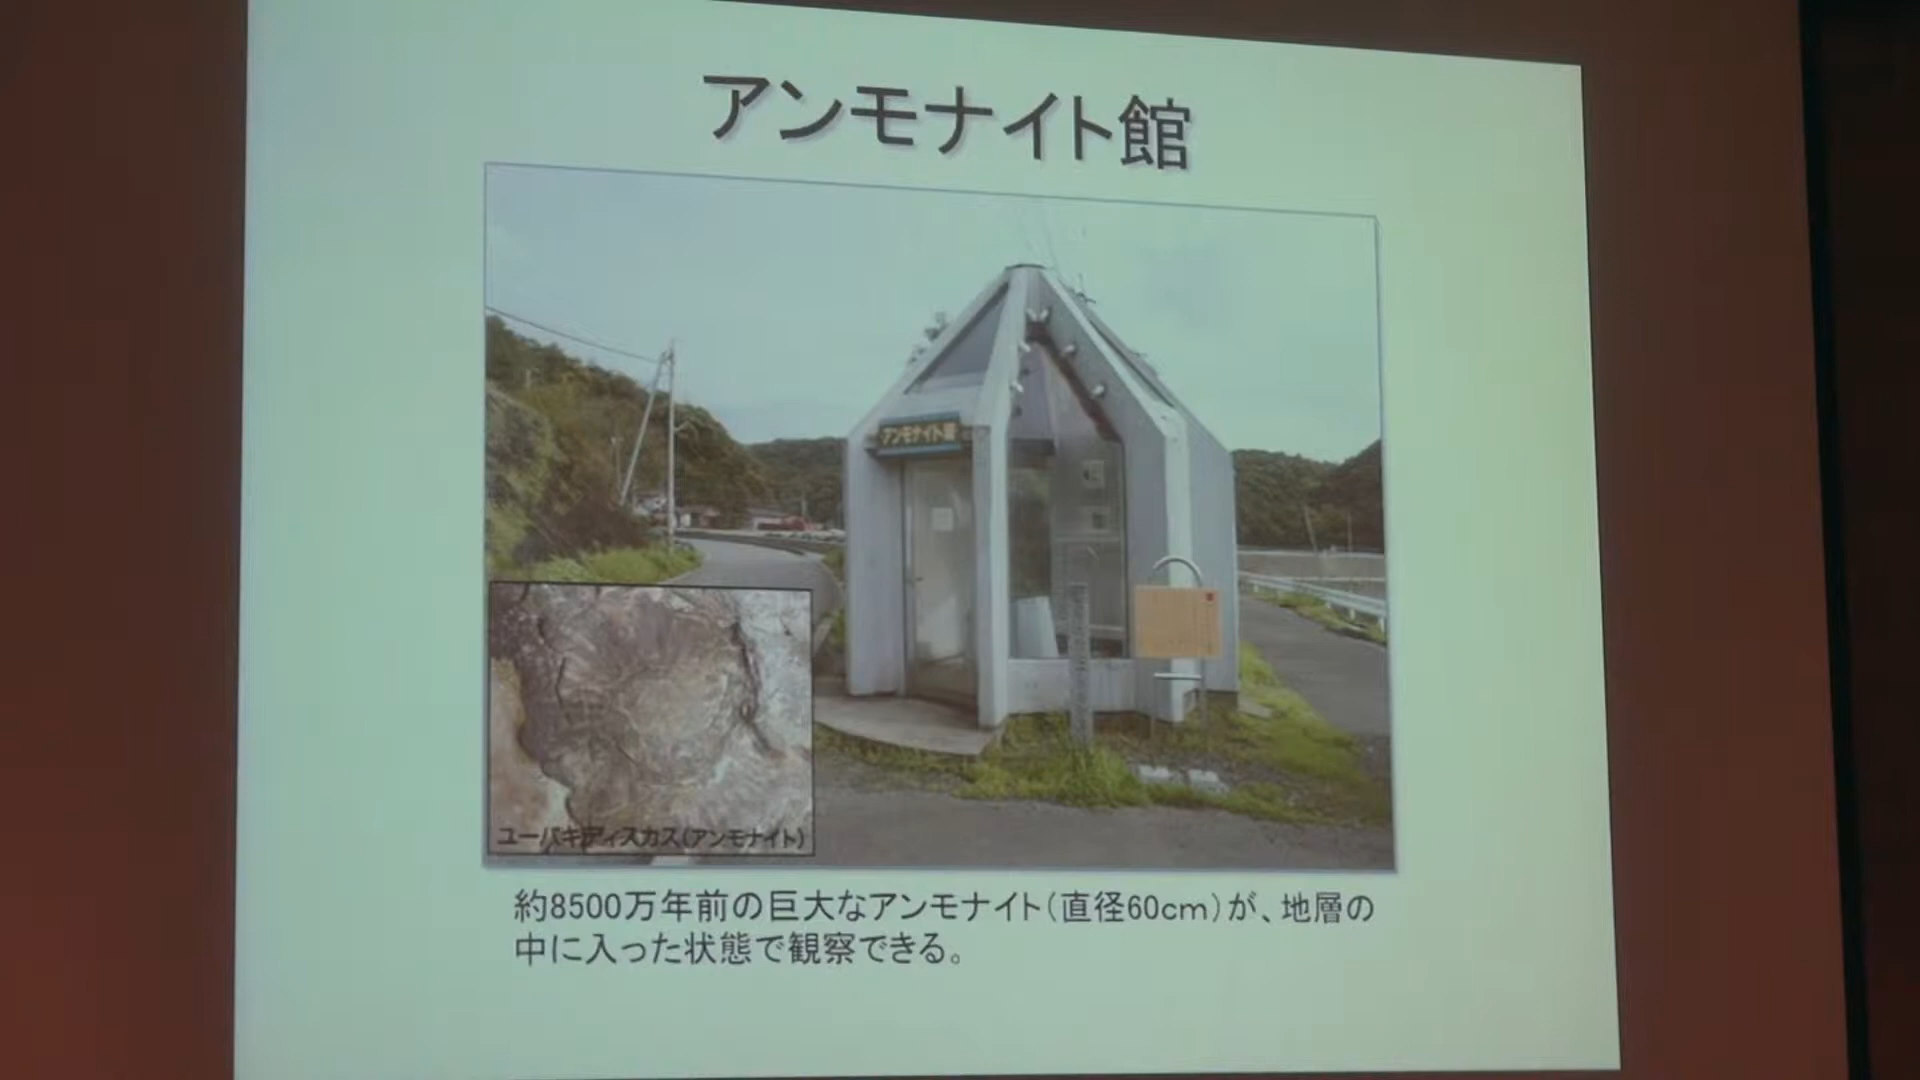 アンモナイト館
アンモナイト館
ユーパキディスカス(アンモナイト)
約8500万年前の巨大なアンモナイト(直径60cm)が、地層の
中に入った状態で観察できる。